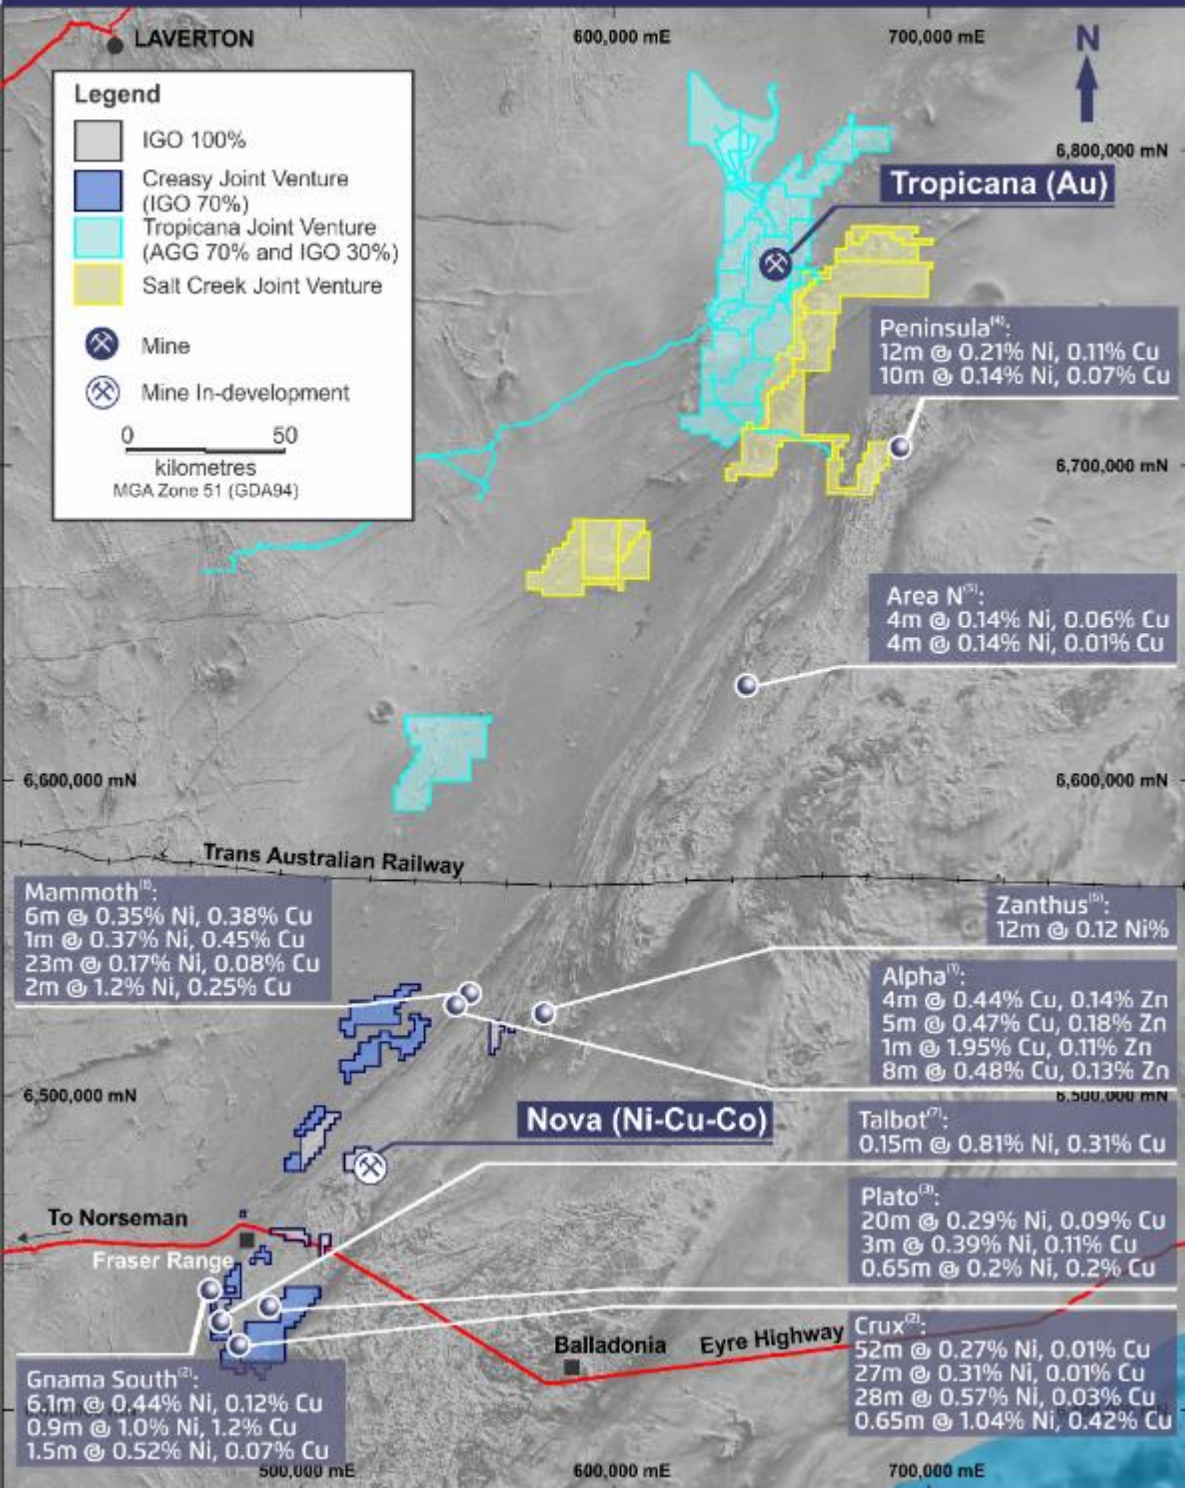 LAVERTON
600,000 mE
700,000 mE
N
Legend
IGO 100%
Creasy Joint Venture
(IGO 70%)
Tropicana Joint Venture
(AGG 70% and IGO 30%)
Salt Creek Joint Venture
Mine
Mine In-development
0 50
kilometres
MGA Zone 51 (GDA94)
6,800,000 mN
Tropicana (Au)
Peninsula⁽⁴⁾:
12m @ 0.21% Ni, 0.11% Cu
10m @ 0.14% Ni, 0.07% Cu
6,700,000 mN
Area N⁽⁵⁾:
4m @ 0.14% Ni, 0.06% Cu
4m @ 0.14% Ni, 0.01% Cu
6,600,000 mN
6,600,000 mN
Trans Australian Railway
Mammoth⁽¹⁾:
6m @ 0.35% Ni, 0.38% Cu
1m @ 0.37% Ni, 0.45% Cu
23m @ 0.17% Ni, 0.08% Cu
2m @ 1.2% Ni, 0.25% Cu
Zanthus⁽⁶⁾:
12m @ 0.12 Ni%
Alpha⁽¹⁾:
4m @ 0.44% Cu, 0.14% Zn
5m @ 0.47% Cu, 0.18% Zn
1m @ 1.95% Cu, 0.11% Zn
8m @ 0.48% Cu, 0.13% Zn
6,500,000 mN
6,500,000 mN
Nova (Ni-Cu-Co)
Talbot⁽⁷⁾:
0.15m @ 0.81% Ni, 0.31% Cu
Plato⁽³⁾:
20m @ 0.29% Ni, 0.09% Cu
3m @ 0.39% Ni, 0.11% Cu
0.65m @ 0.2% Ni, 0.2% Cu
To Norseman
Fraser Range
Balladonia
Eyre Highway
Crux⁽²⁾:
52m @ 0.27% Ni, 0.01% Cu
27m @ 0.31% Ni, 0.01% Cu
28m @ 0.57% Ni, 0.03% Cu
0.65m @ 1.04% Ni, 0.42% Cu
Gnama South⁽²⁾:
6.1m @ 0.44% Ni, 0.12% Cu
0.9m @ 1.0% Ni, 1.2% Cu
1.5m @ 0.52% Ni, 0.07% Cu
500,000 mE
600,000 mE
700,000 mE